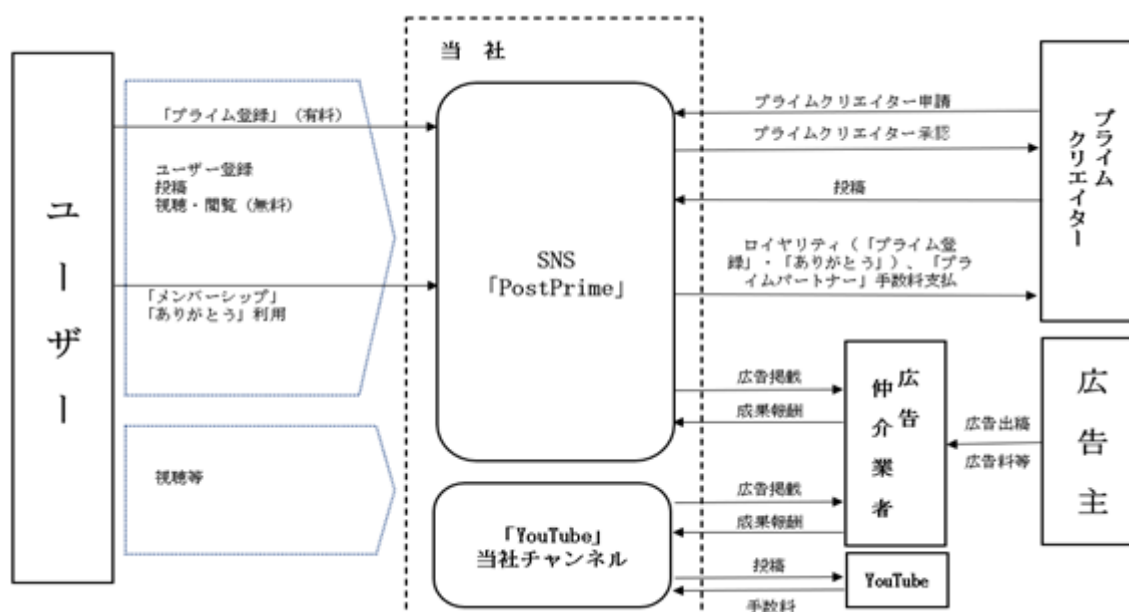 当 社
ユーザー
「プライム登録」（有料）
ユーザー登録
投稿
視聴・閲覧（無料）
「メンバーシップ」
「ありがとう」利用
視聴等
SNS
「PostPrime」
「YouTube」
当社チャンネル
プライムクリエイター申請
プライムクリエイター承認
投稿
ロイヤリティ（「プライム登
録」・「ありがとう」）、「プラ
イムパートナー」手数料支払
プライム
クリエイター
広告掲載
成果報酬
広告掲載
成果報酬
広告
仲介業者
広告出稿
広告料等
広告主
投稿
手数料
YouTube